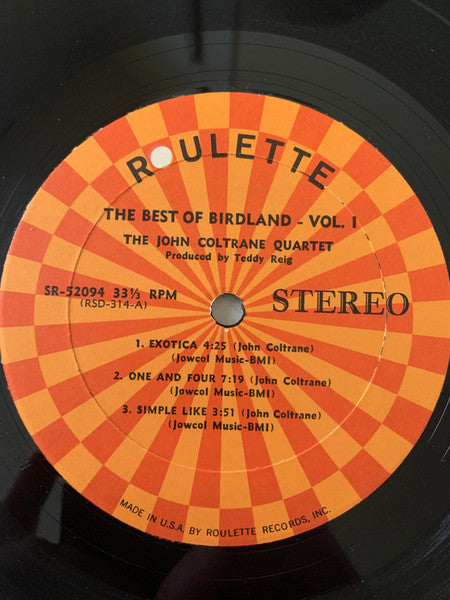 ROULETTE
THE BEST OF BIRDLAND - VOL. I
THE JOHN COLTRANE QUARTET
Produced by Teddy Reig
SR-52094 33⅓ RPM
(RSD-314-A)
STEREO
1. EXOTICA 4:25 (John Coltrane)
(Jowcol Music-BMI)
2. ONE AND FOUR 7:19 (John Coltrane)
(Jowcol Music-BMI)
3. SIMPLE LIKE 3:51 (John Coltrane)
(Jowcol Music-BMI)
MADE IN U.S.A. BY ROULETTE RECORDS, INC.